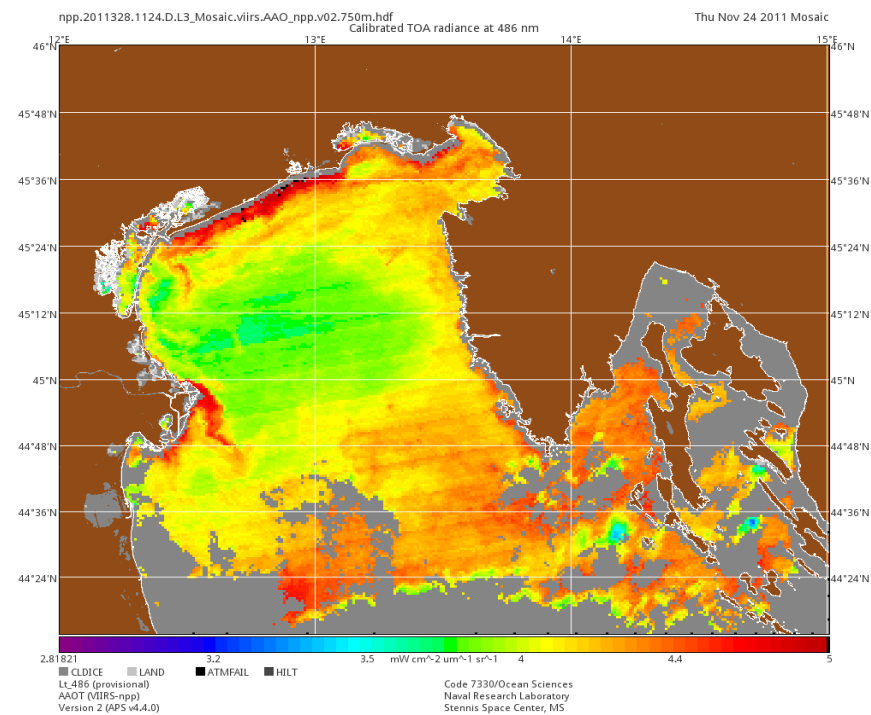 npp.2011328.1124.D.L3_Mosaic.viirs.AAO_npp.v02.750m.hdf Thu Nov 24 2011 Mosaic
Calibrated TOA radiance at 486 nm
12°E 13°E 14°E 15°E
46°N 46°N
45°48'N 45°48'N
45°36'N 45°36'N
45°24'N 45°24'N
45°12'N 45°12'N
45°N 45°N
44°48'N 44°48'N
44°36'N 44°36'N
44°24'N 44°24'N
2.81821 3.2 3.5 mW cm^-2 um^-1 sr^-1 4 4.4 5
CLDICE LAND ATMFAIL HILT
Lt_486 (provisional) Code 7330/Ocean Sciences
AAOT (VIIRS-npp) Naval Research Laboratory
Version 2 (APS v4.4.0) Stennis Space Center, MS